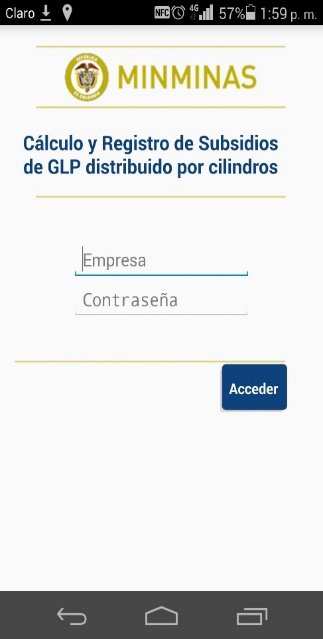 Claro NFC 4G 57% 1:59 p. m.
MINMINAS
Cálculo y Registro de Subsidios
de GLP distribuido por cilindros
Empresa
Contraseña
Acceder